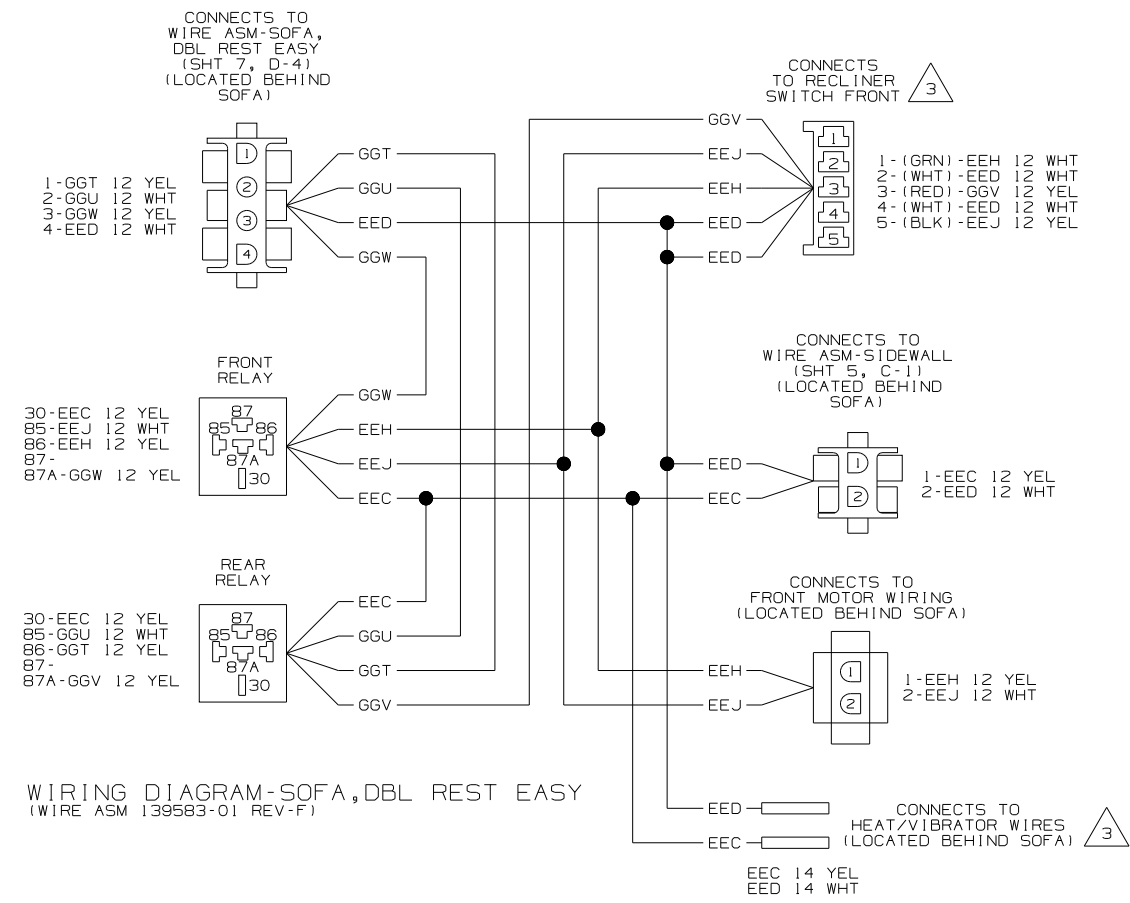 CONNECTS TO
WIRE ASM-SOFA,
DBL REST EASY
(SHT 7, D-4)
(LOCATED BEHIND
SOFA)
1
2
3
4
1-GGT 12 YEL
2-GGU 12 WHT
3-GGW 12 YEL
4-EED 12 WHT
GGT
GGU
EED
GGW
CONNECTS
TO RECLINER
SWITCH FRONT
3
GGV
EEJ
EEH
EED
EED
1
2
3
4
5
1-(GRN)-EEH 12 WHT
2-(WHT)-EED 12 WHT
3-(RED)-GGV 12 YEL
4-(WHT)-EED 12 WHT
5-(BLK)-EEJ 12 YEL
FRONT
RELAY
30-EEC 12 YEL
85-EEJ 12 WHT
86-EEH 12 YEL
87-
87A-GGW 12 YEL
87
85 86
87A
30
GGW
EEH
EEJ
EEC
CONNECTS TO
WIRE ASM-SIDEWALL
(SHT 5, C-1)
(LOCATED BEHIND
SOFA)
EED
EEC
1
2
1-EEC 12 YEL
2-EED 12 WHT
REAR
RELAY
30-EEC 12 YEL
85-GGU 12 WHT
86-GGT 12 YEL
87-
87A-GGV 12 YEL
87
85 86
87A
30
EEC
GGU
GGT
GGV
CONNECTS TO
FRONT MOTOR WIRING
(LOCATED BEHIND SOFA)
EEH
EEJ
1
2
1-EEH 12 YEL
2-EEJ 12 WHT
WIRING DIAGRAM-SOFA,DBL REST EASY
(WIRE ASM 139583-01 REV-F)
EED
EEC
CONNECTS TO
HEAT/VIBRATOR WIRES
(LOCATED BEHIND SOFA)
3
EEC 14 YEL
EED 14 WHT